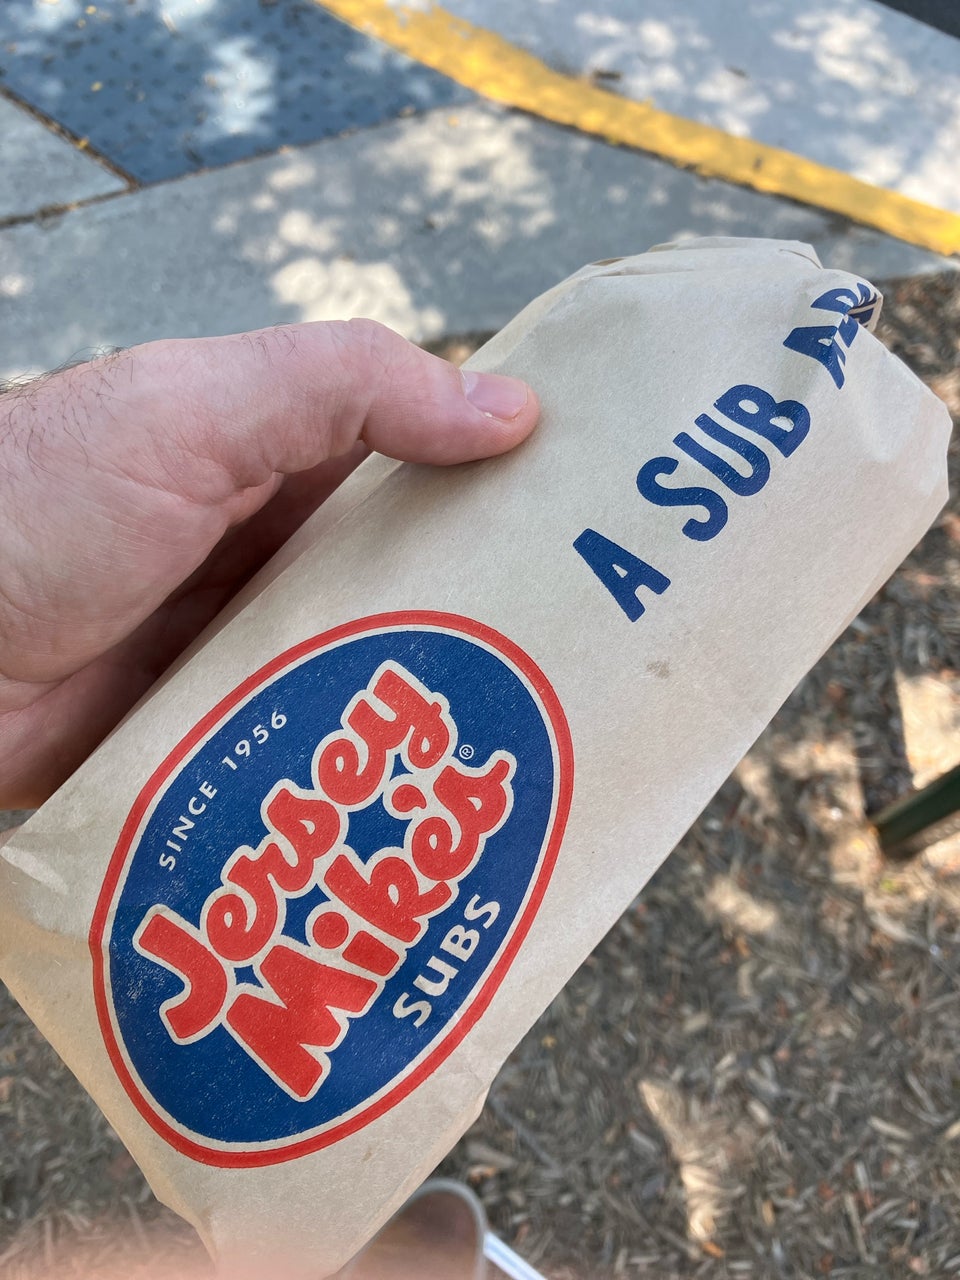 A SUB
SINCE 1956
Jersey
Mike's®
SUBS